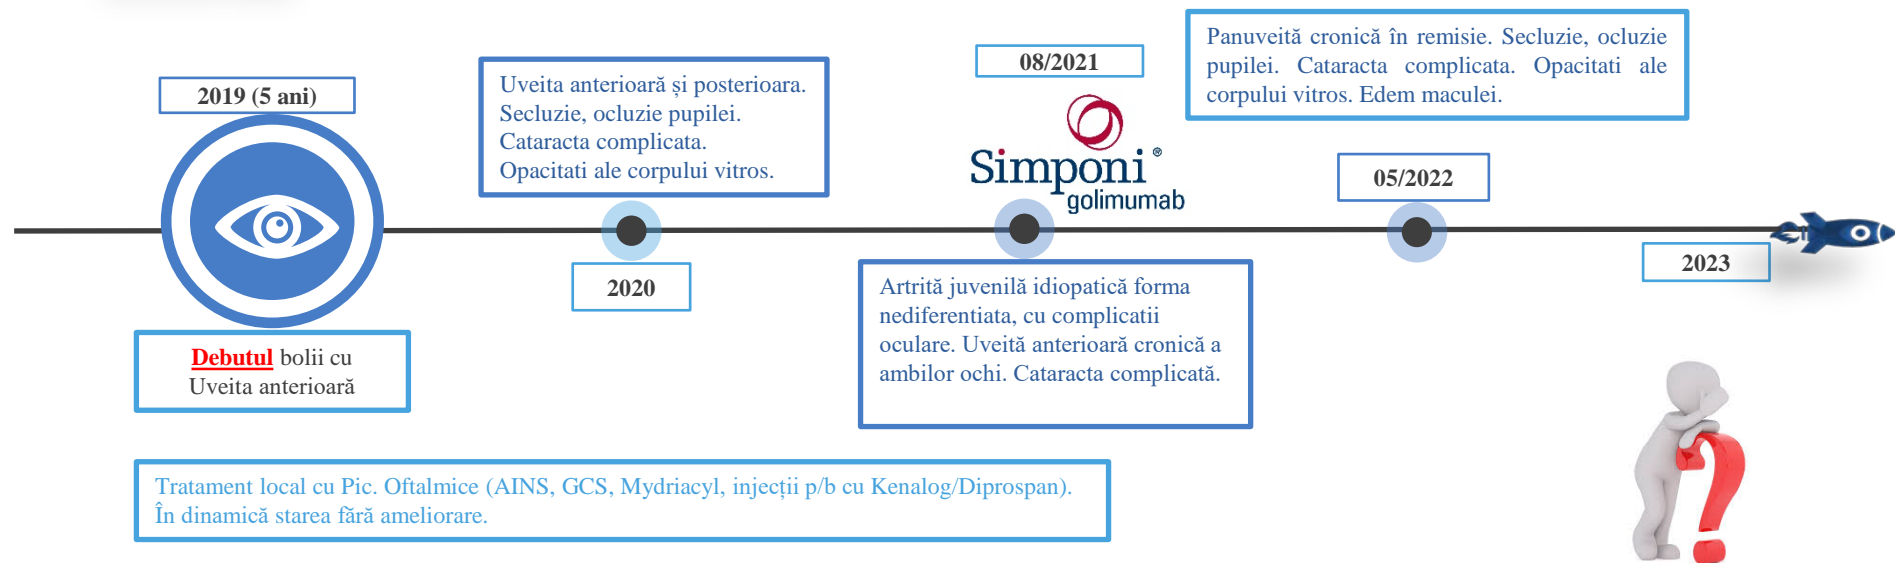 2019 (5 ani)
Debutul bolii cu
Uveita anterioară
Uveita anterioară și posterioara.
Secluzie, ocluzie pupilei.
Cataracta complicata.
Opacitati ale corpului vitros.
2020
08/2021
Simponi®
golimumab
Artrită juvenilă idiopatică forma
nediferentiata, cu complicatii
oculare. Uveită anterioară cronică a
ambilor ochi. Cataracta complicată.
Panuveită cronică în remisie. Secluzie, ocluzie
pupilei. Cataracta complicata. Opacitati ale
corpului vitros. Edem maculei.
05/2022
2023
Tratament local cu Pic. Oftalmice (AINS, GCS, Mydriacyl, injecții p/b cu Kenalog/Diprospan).
În dinamică starea fără ameliorare.